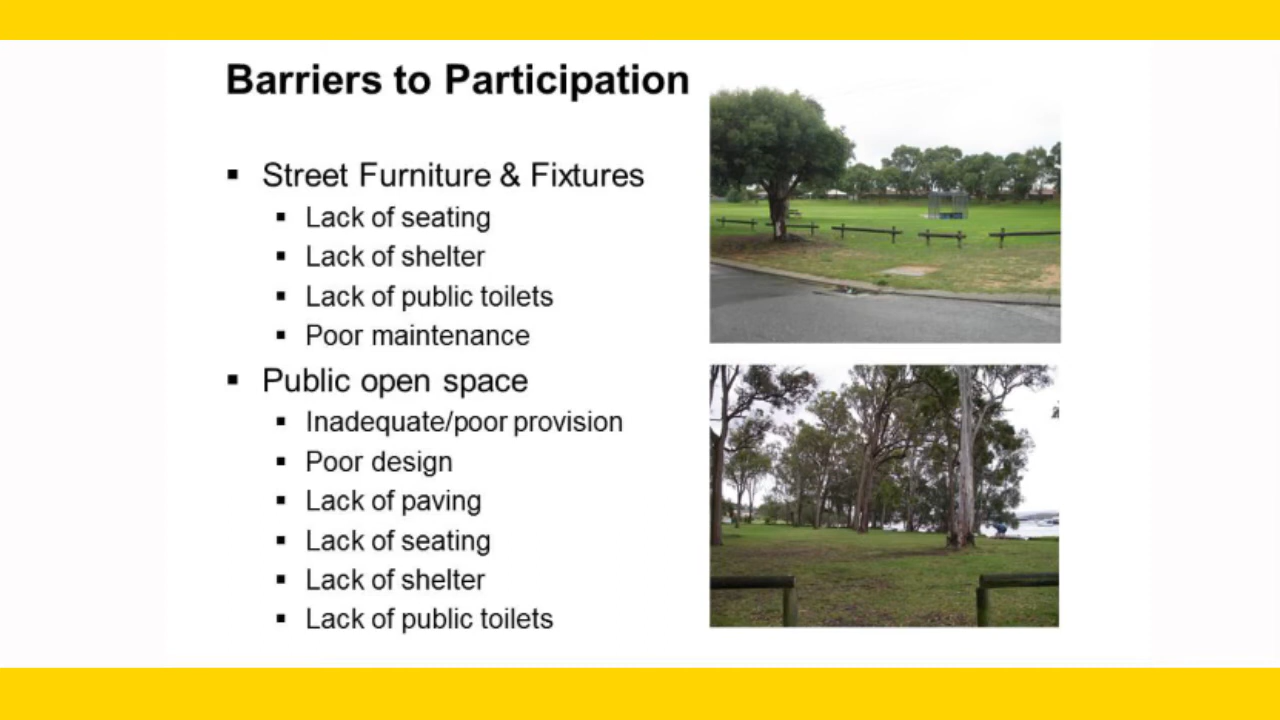 Barriers to Participation
▪ Street Furniture & Fixtures
▪ Lack of seating
▪ Lack of shelter
▪ Lack of public toilets
▪ Poor maintenance
▪ Public open space
▪ Inadequate/poor provision
▪ Poor design
▪ Lack of paving
▪ Lack of seating
▪ Lack of shelter
▪ Lack of public toilets